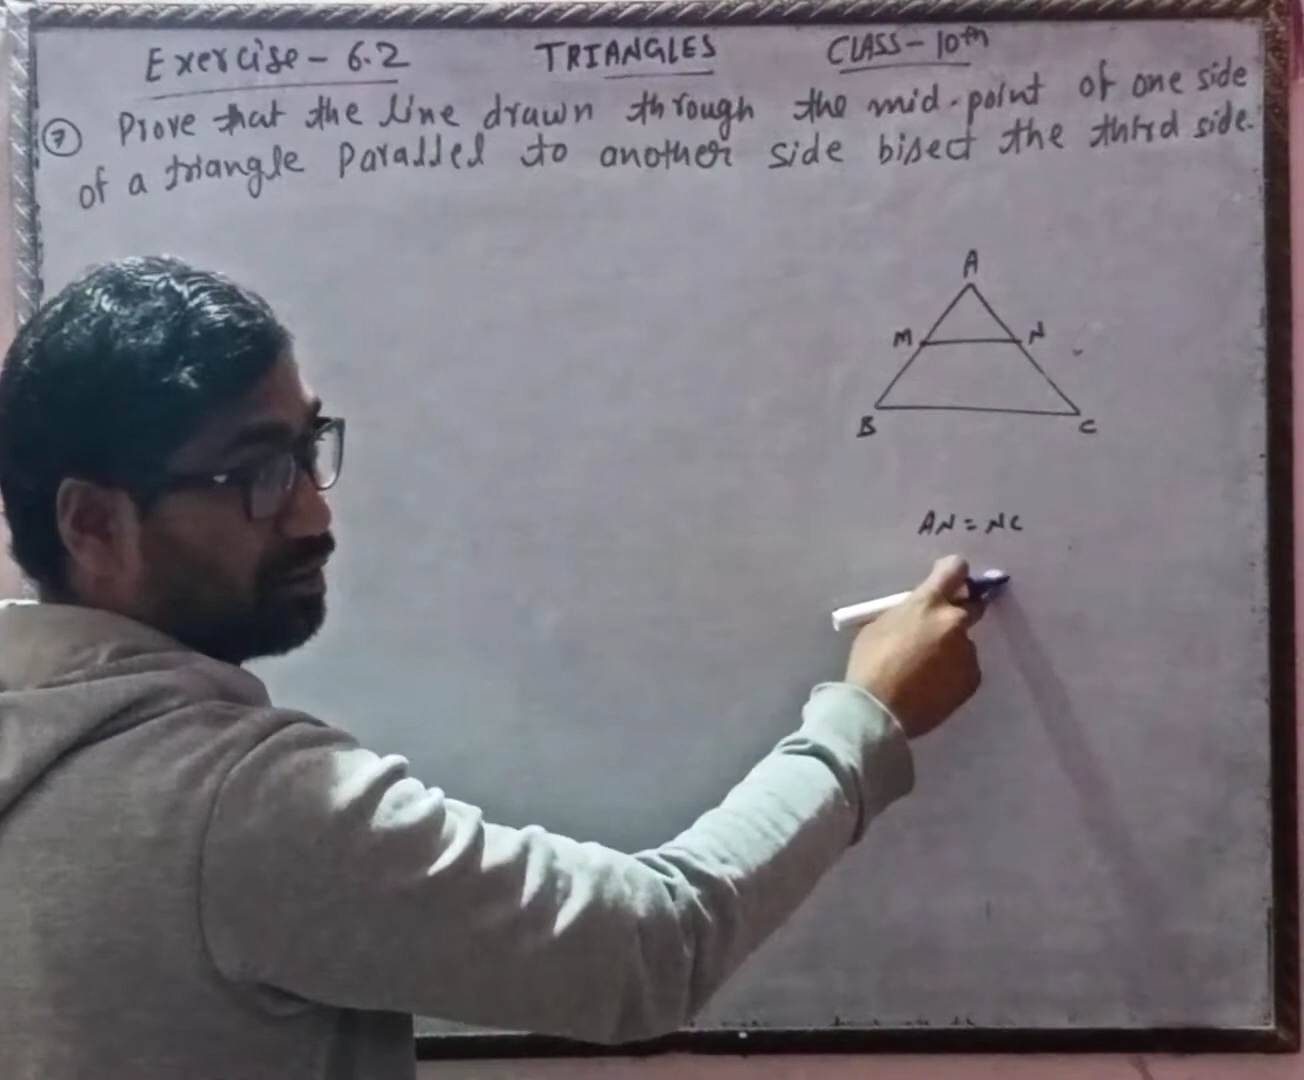 Exercise - 6.2 TRIANGLES CLASS - 10th
7 Prove that the line drawn through the mid-point of one side
of a triangle Parallel to another side bisect the third side.
A
M N
B C
AN = NC